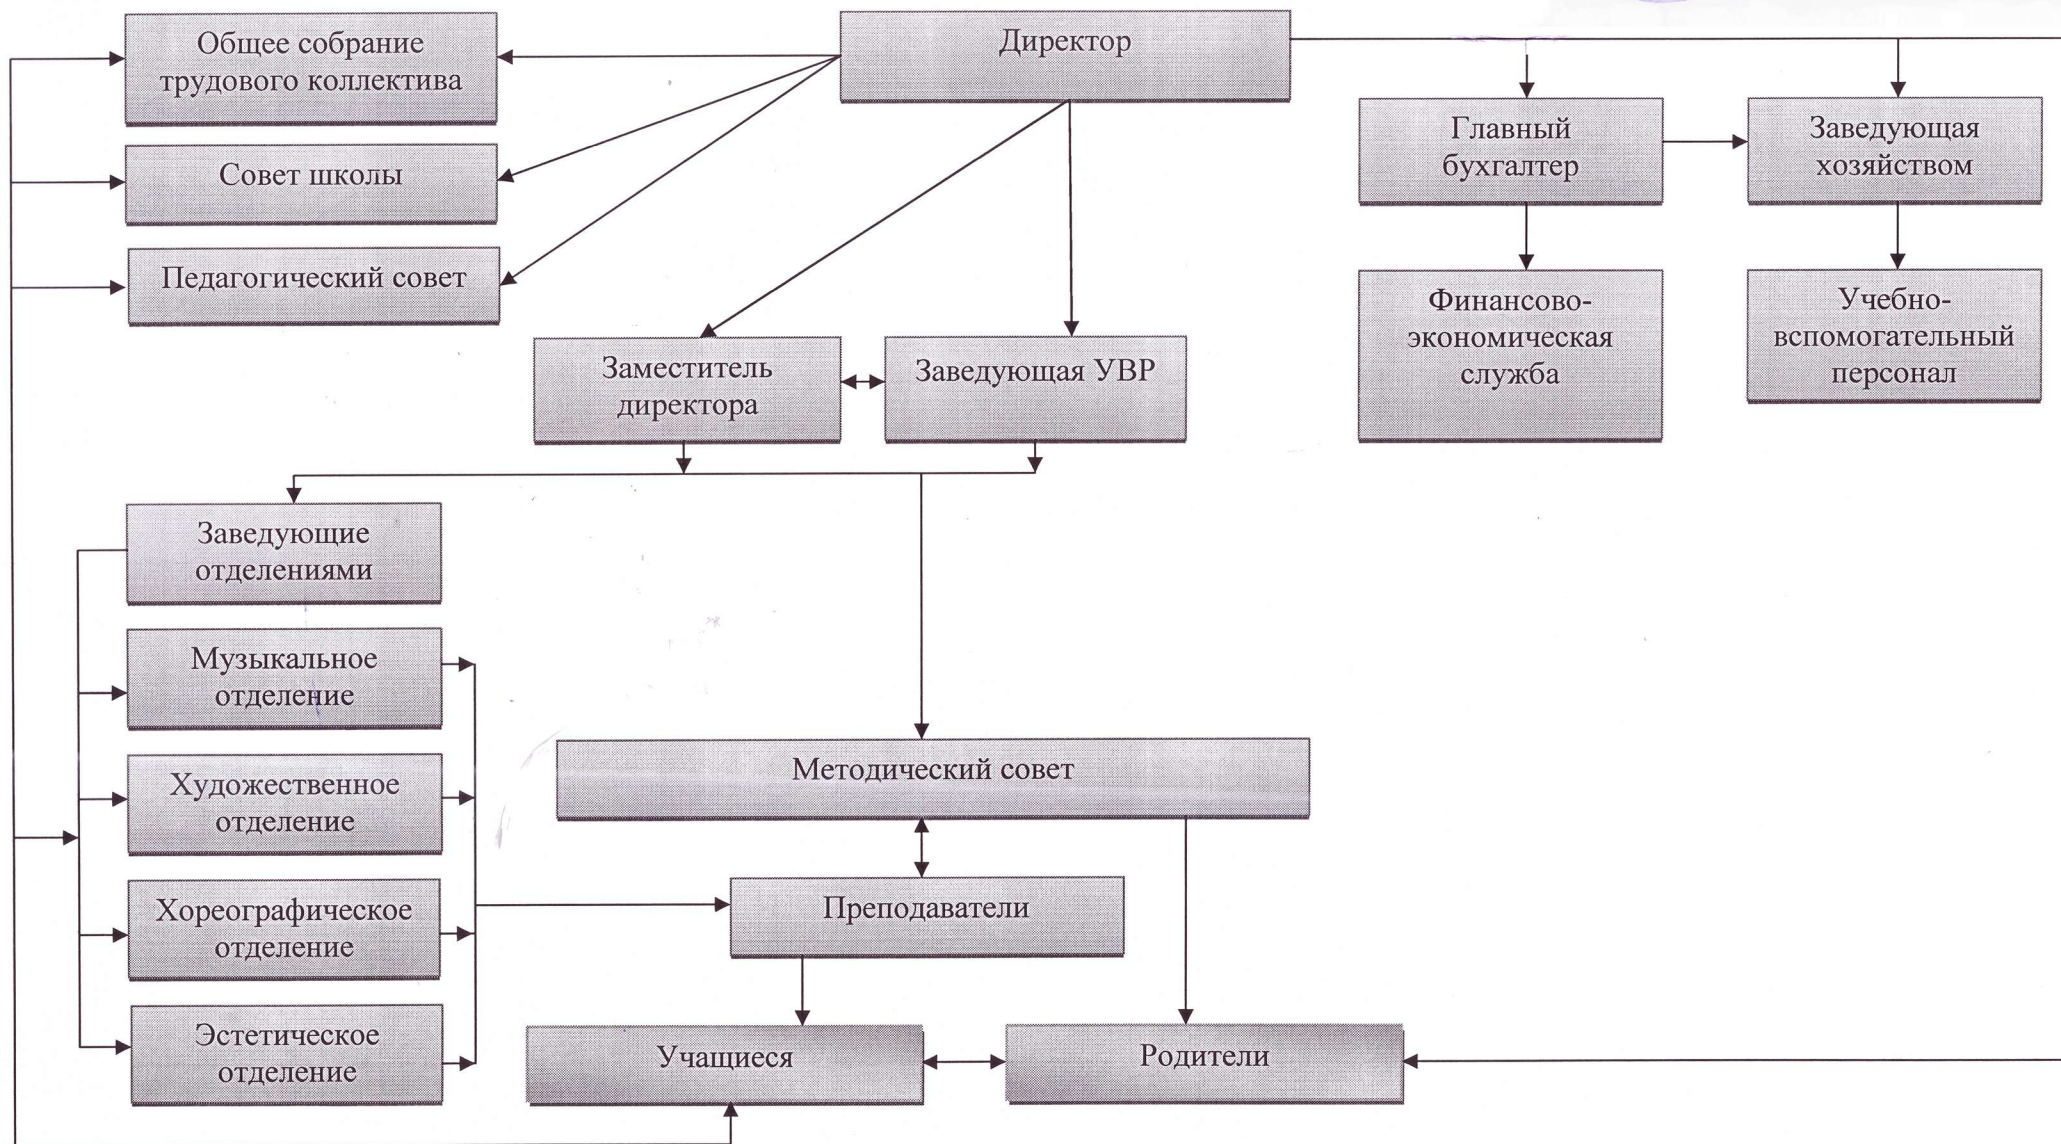 Общее собрание
трудового коллектива
Директор
Совет школы
Главный
бухгалтер
Заведующая
хозяйством
Педагогический совет
Финансово-
экономическая
служба
Учебно-
вспомогательный
персонал
Заместитель
директора
Заведующая УВР
Заведующие
отделениями
Музыкальное
отделение
Художественное
отделение
Методический совет
Хореографическое
отделение
Преподаватели
Эстетическое
отделение
Учащиеся
Родители